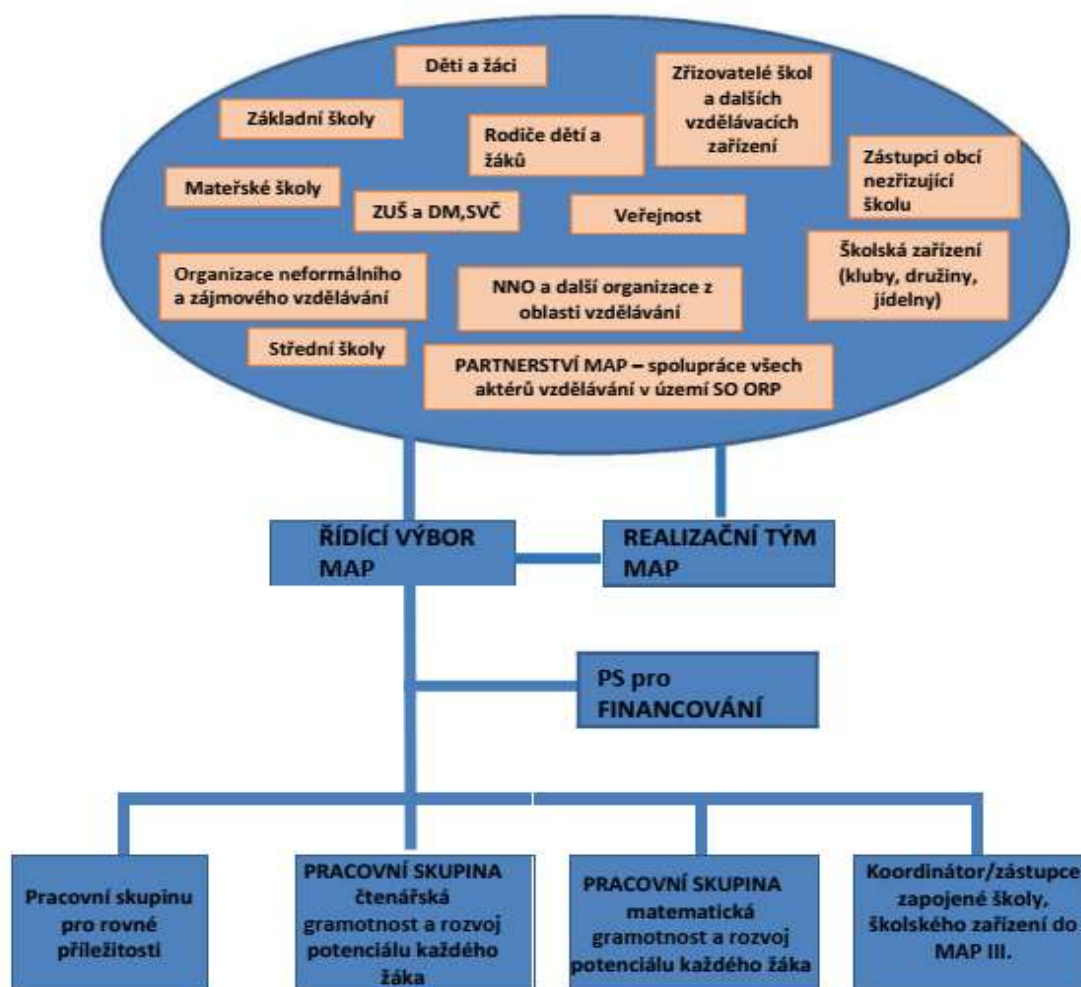 Děti a žáci
Zřizovatelé škol
a dalších
vzdělávacích
zařízení
Základní školy
Rodiče dětí a
žáků
Zástupci obcí
nezřizující
školu
Mateřské školy
ZUŠ a DM,SVČ
Veřejnost
Školská zařízení
(kluby, družiny,
jídelny)
Organizace neformálního
a zájmového vzdělávání
NNO a další organizace z
oblasti vzdělávání
Střední školy
PARTNERSTVÍ MAP – spolupráce všech
aktérů vzdělávání v území SO ORP
ŘÍDÍCÍ VÝBOR
MAP
REALIZAČNÍ TÝM
MAP
PS pro
FINANCOVÁNÍ
Pracovní skupinu
pro rovné
příležitosti
PRACOVNÍ SKUPINA
čtenářská
gramotnost a rozvoj
potenciálu každého
žáka
PRACOVNÍ SKUPINA
matematická
gramotnost a rozvoj
potenciálu každého žáka
Koordinátor/zástupce
zapojené školy,
školského zařízení do
MAP III.